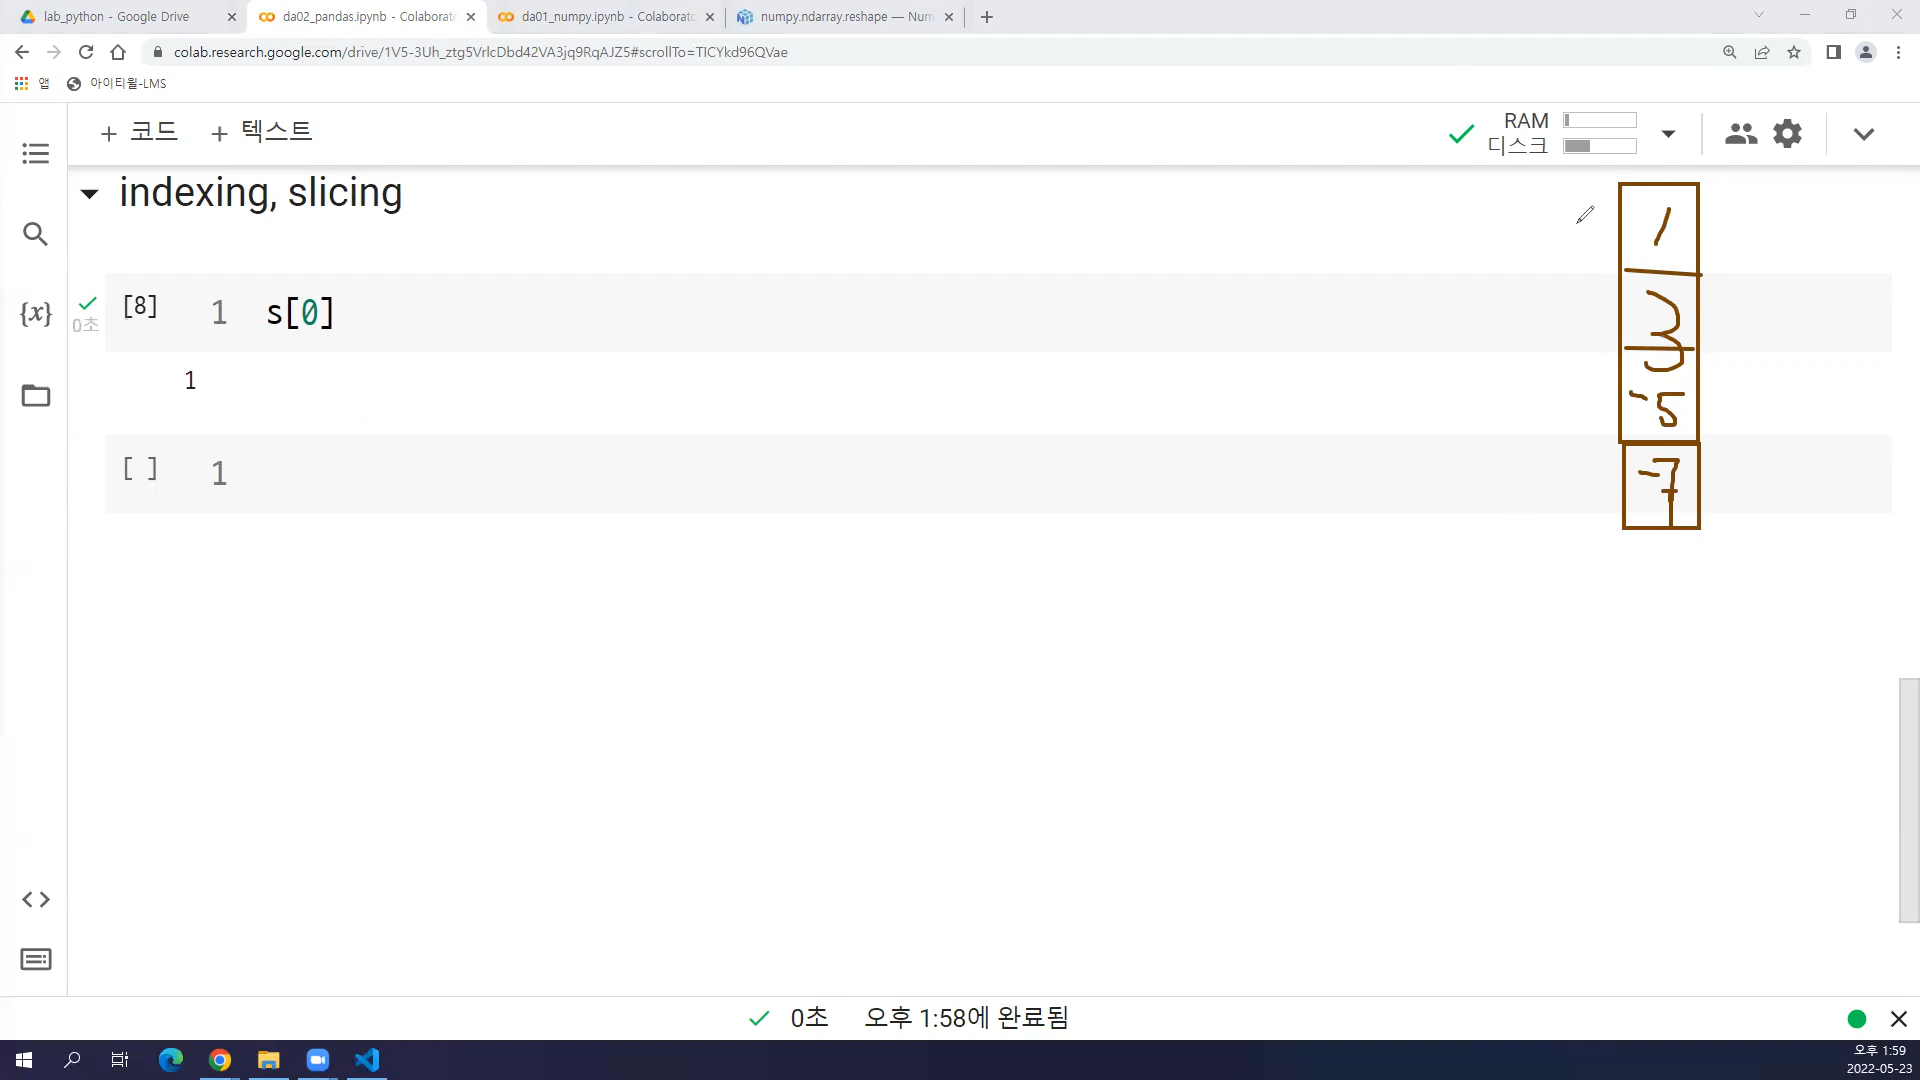 lab_python - Google Drive
da02_pandas.ipynb - Colaborato
da01_numpy.ipynb - Colaborato
numpy.ndarray.reshape — Num
colab.research.google.com/drive/1V5-3Uh_ztg5VrlcDbd42VA3jq9RqAJZ5#scrollTo=TlCYkd96QVae
앱
아이티윌-LMS
+ 코드
+ 텍스트
RAM
디스크
indexing, slicing
[8]
0초
1 s[0]
1
[ ]
1
1
3
-5
-7
{x}
0초 오후 1:58에 완료됨
오후 1:59
2022-05-23